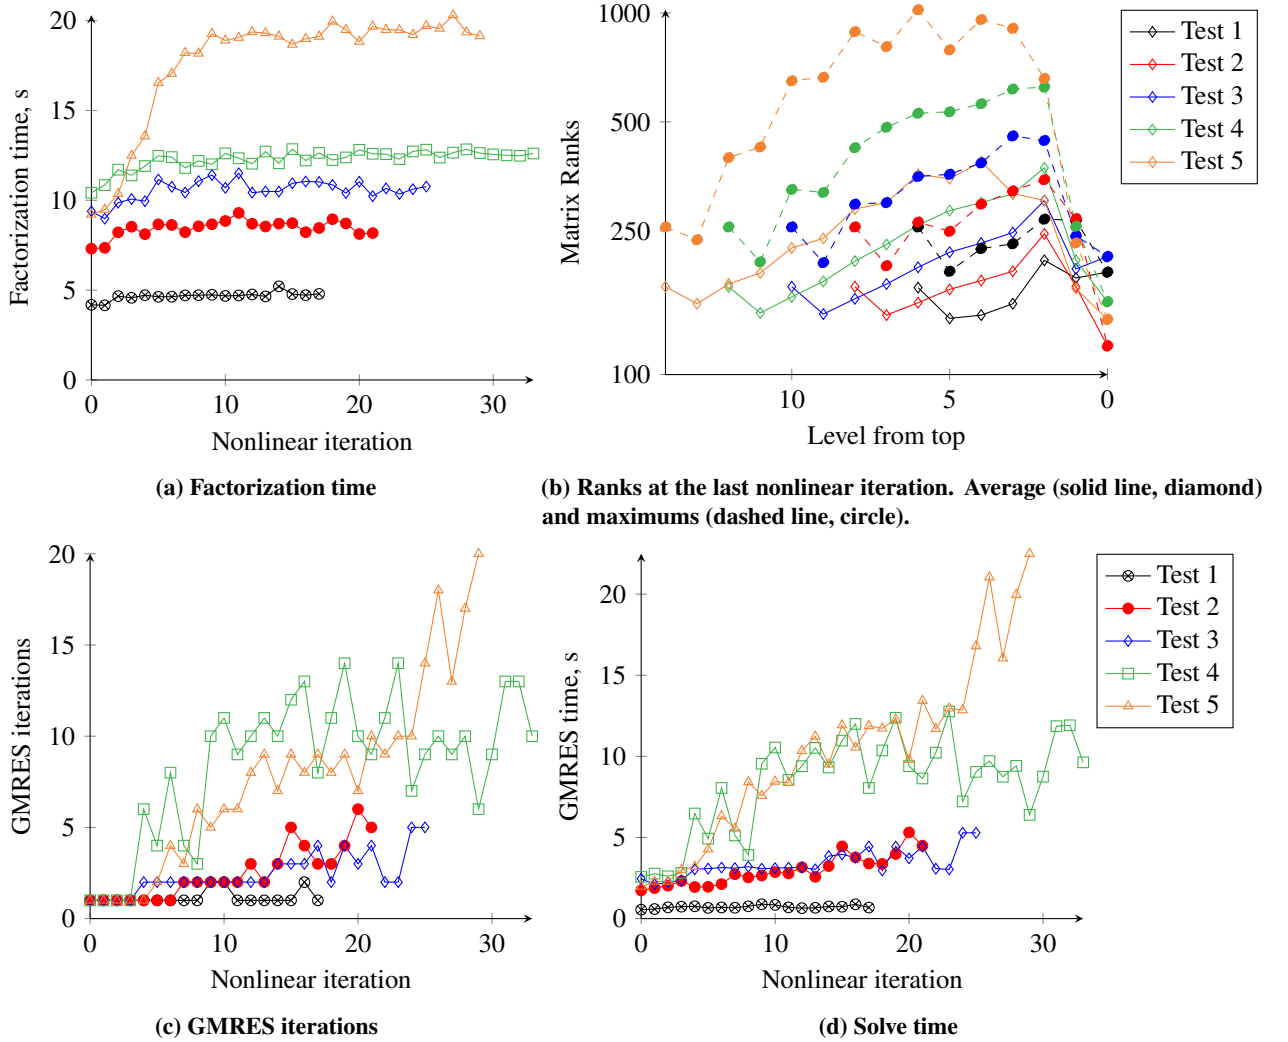 20
15
10
5
0
0
10
20
30
Factorization time, s
Nonlinear iteration
(a) Factorization time
1000
500
250
100
10
5
0
Matrix Ranks
Level from top
Test 1
Test 2
Test 3
Test 4
Test 5
(b) Ranks at the last nonlinear iteration. Average (solid line, diamond)
and maximums (dashed line, circle).
20
15
10
5
0
0
10
20
30
GMRES iterations
Nonlinear iteration
(c) GMRES iterations
20
15
10
5
0
0
10
20
30
GMRES time, s
Nonlinear iteration
Test 1
Test 2
Test 3
Test 4
Test 5
(d) Solve time